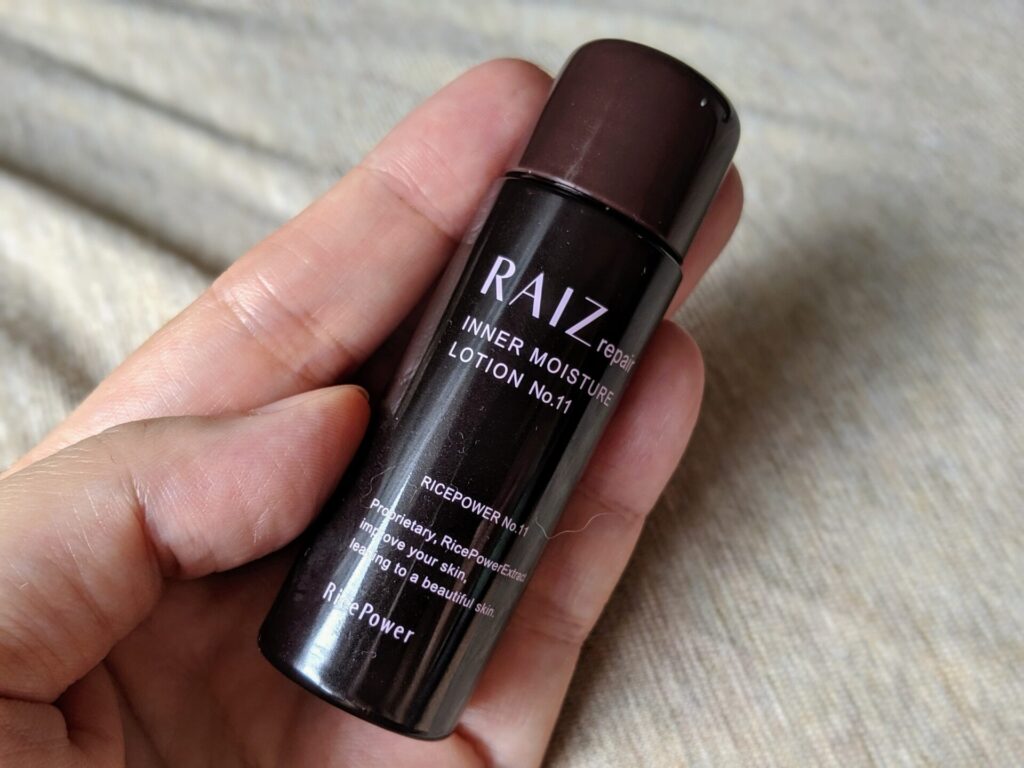 RAIZ repair
INNER MOISTURE
LOTION No.11
RICEPOWER No.11
Proprietary, RicePowerExtract
improve your skin,
leading to a beautiful skin.
RicePower